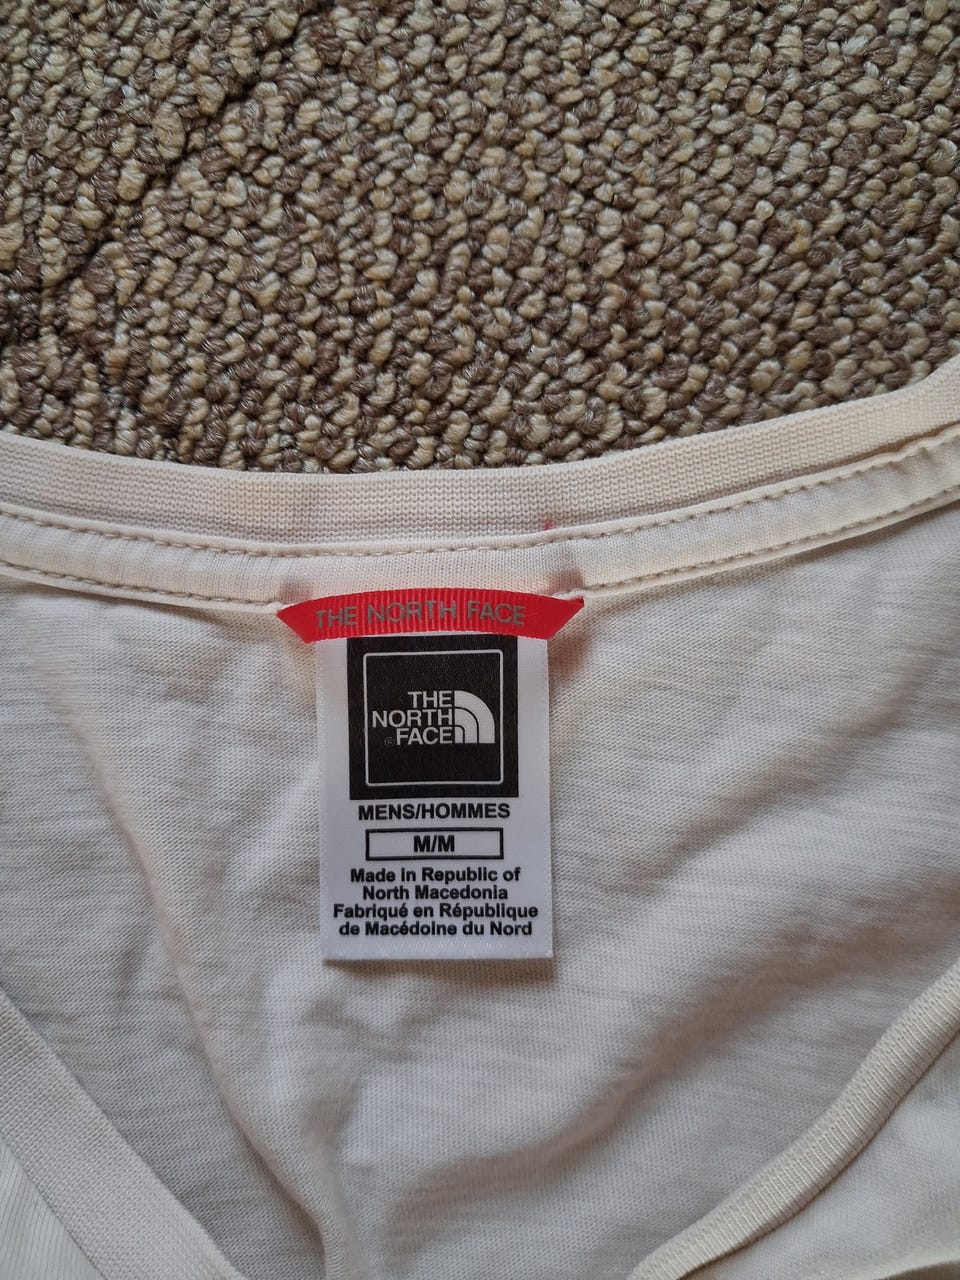 THE NORTH FACE
THE
NORTH
FACE
®
MENS/HOMMES
M/M
Made in Republic of
North Macedonia
Fabriqué en République
de Macédoine du Nord